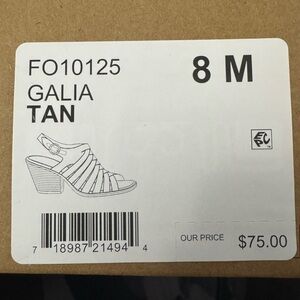 FO10125
8 M
GALIA
TAN
7 18987 21494 4
OUR PRICE $75.00